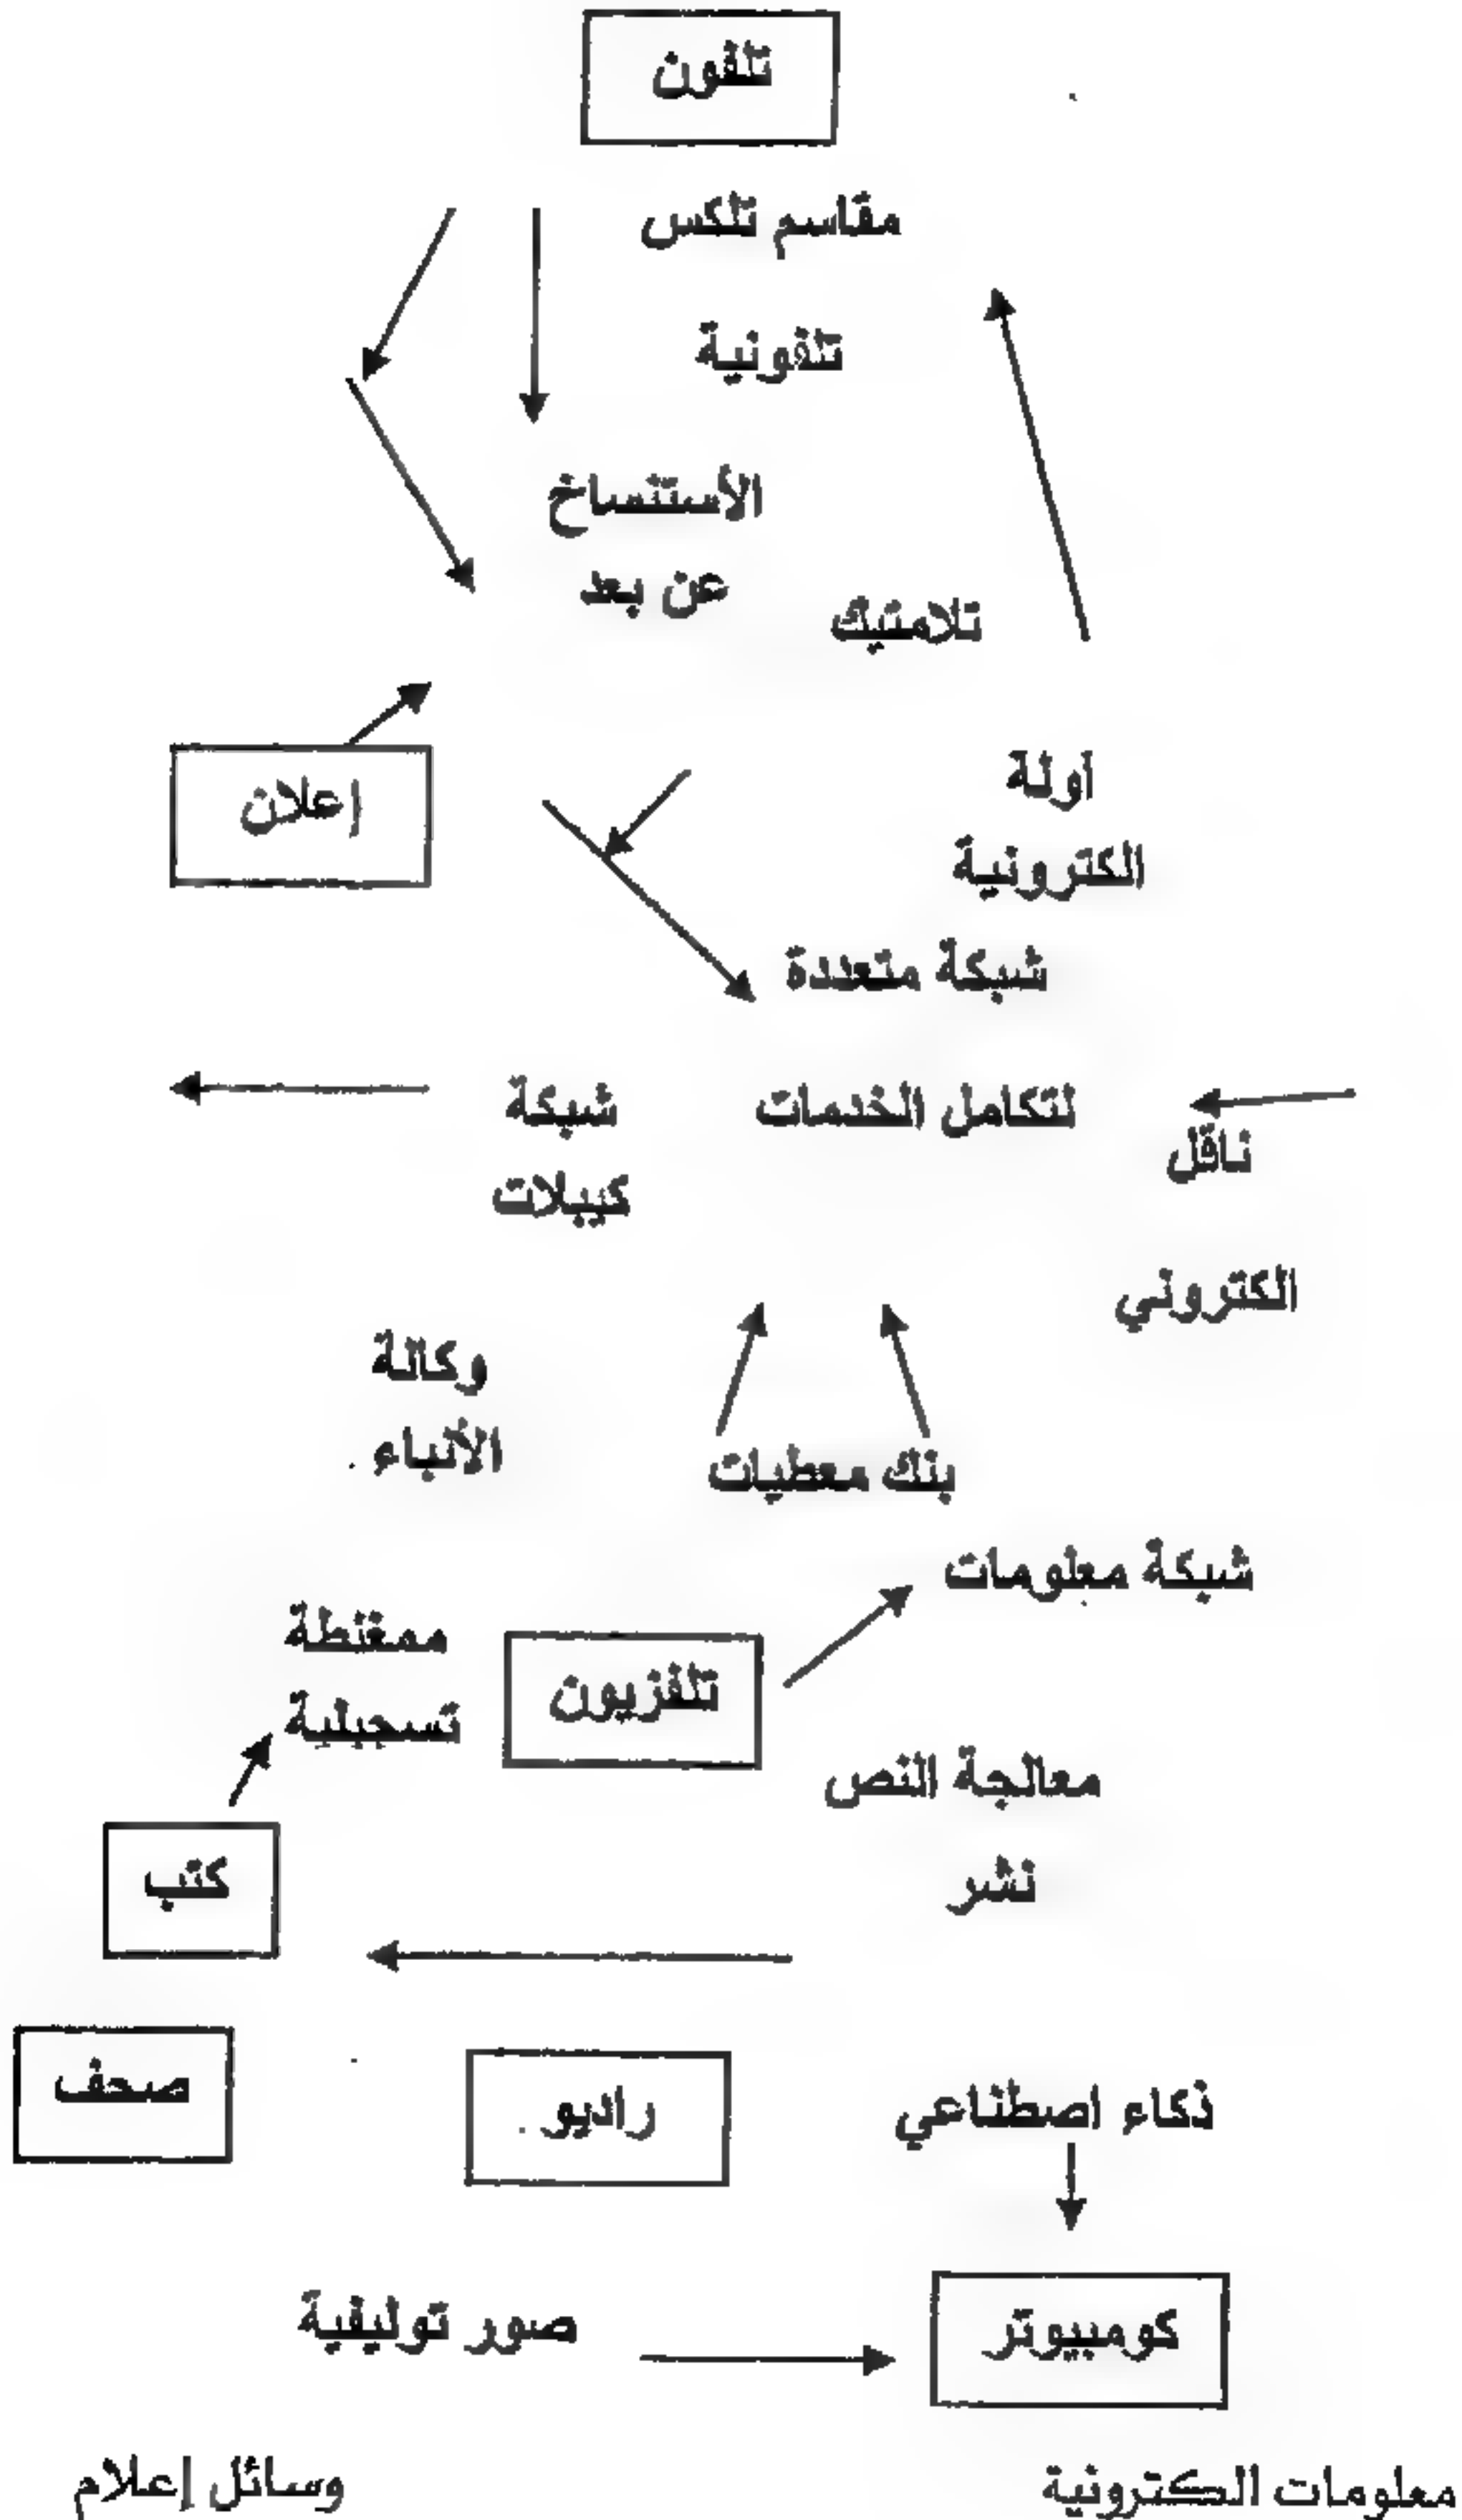 تلفون
مقاسم تلكس
تلفونية
الاستنساخ
عن بعد
تلامتيك
إعلان
اولة
الكترونية
شبكة متعددة
لتكامل الخدمات
شبكة
كيبلات
ناقل
الكتروني
وكالة
الأنباء
بنك معطيات
شبكة معلومات
ممغنطة
تسجيلية
تلفزيون
معالجة النص
نشر
كتب
صحف
راديو
ذكاء اصطناعي
كومبيوتر
صور توليفية
معلومات الكترونية
وسائل إعلام